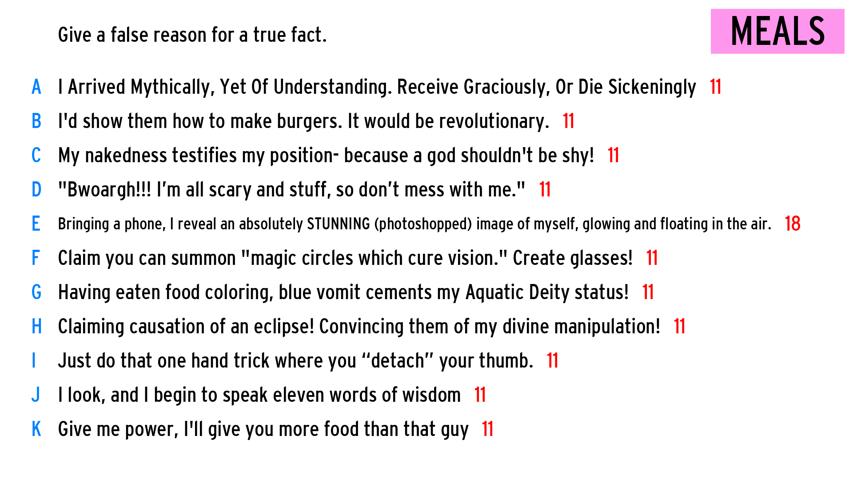 Give a false reason for a true fact.
MEALS
A I Arrived Mythically, Yet Of Understanding. Receive Graciously, Or Die Sickeningly 11
B I'd show them how to make burgers. It would be revolutionary. 11
C My nakedness testifies my position- because a god shouldn't be shy! 11
D "Bwoargh!!! I’m all scary and stuff, so don’t mess with me." 11
E Bringing a phone, I reveal an absolutely STUNNING (photoshopped) image of myself, glowing and floating in the air. 18
F Claim you can summon "magic circles which cure vision." Create glasses! 11
G Having eaten food coloring, blue vomit cements my Aquatic Deity status! 11
H Claiming causation of an eclipse! Convincing them of my divine manipulation! 11
I Just do that one hand trick where you “detach” your thumb. 11
J I look, and I begin to speak eleven words of wisdom 11
K Give me power, I'll give you more food than that guy 11